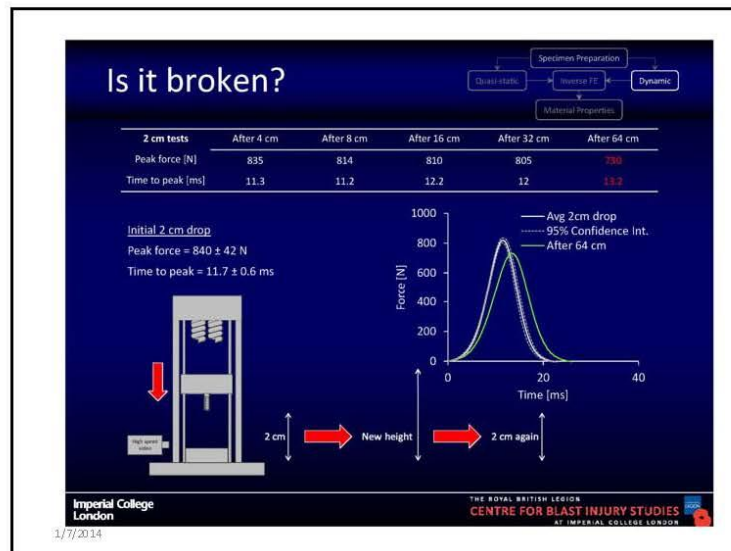 Is it broken?
Specimen Preparation
Quasi-static Inverse FE Dynamic
Material Properties
2 cm tests After 4 cm After 8 cm After 16 cm After 32 cm After 64 cm
Peak force [N] 835 814 810 805 730
Time to peak [ms] 11.3 11.2 12.2 12 13.2
Initial 2 cm drop
Peak force = 840 ± 42 N
Time to peak = 11.7 ± 0.6 ms
1000
800
600
400
200
0
Force [N]
Avg 2cm drop
95% Confidence Int.
After 64 cm
0 20 40
Time [ms]
High speed
video
2 cm New height 2 cm again
Imperial College
London
THE ROYAL BRITISH LEGION
CENTRE FOR BLAST INJURY STUDIES
AT IMPERIAL COLLEGE LONDON
LEGION
1/7/2014